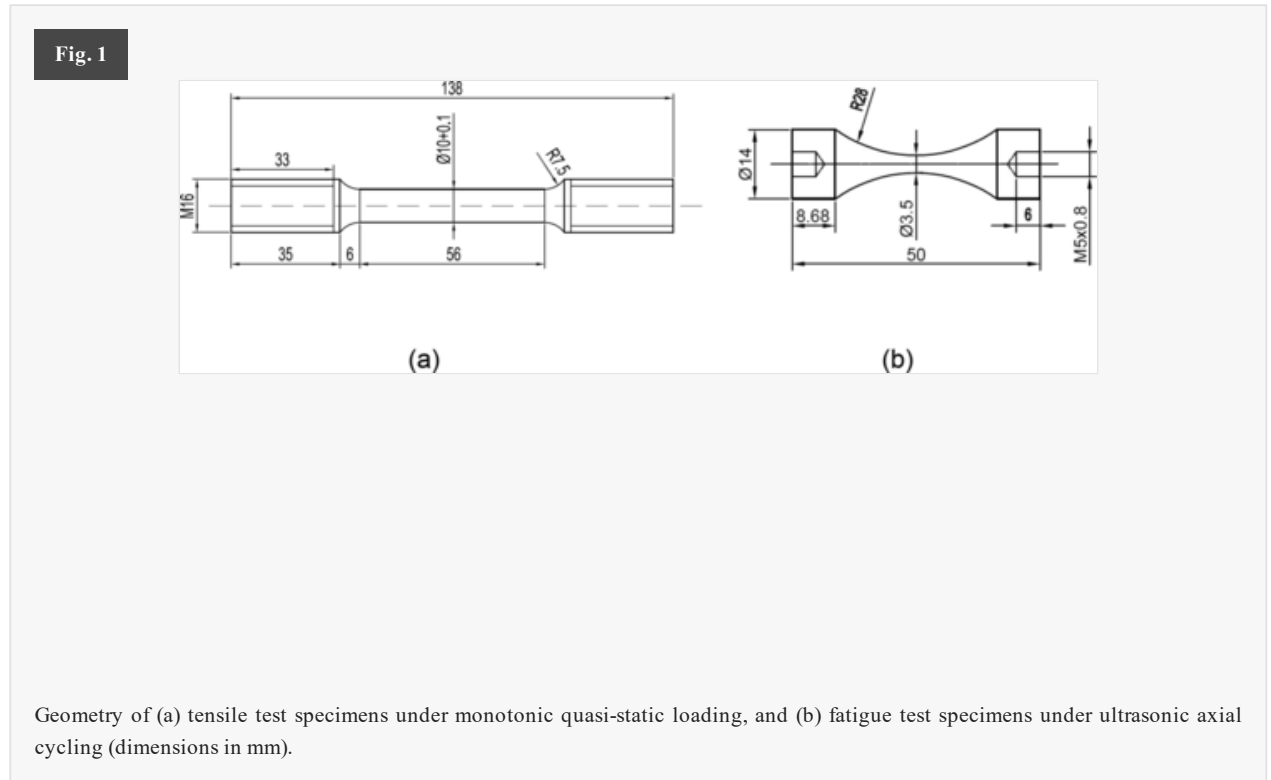 Fig. 1
138
33
Ø10+0.1
R7.5
M16
35
6
56
R28
Ø14
8.68
Ø3.5
6
M5x0.8
50
(a)
(b)
Geometry of (a) tensile test specimens under monotonic quasi-static loading, and (b) fatigue test specimens under ultrasonic axial
cycling (dimensions in mm).